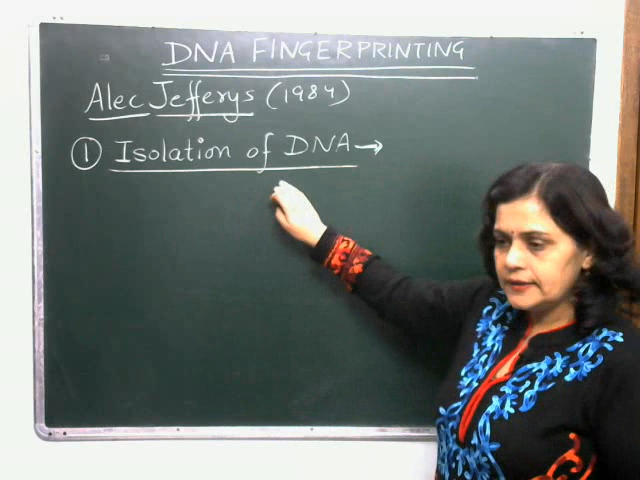 DNA FINGERPRINTING
Alec Jefferys (1984)
① Isolation of DNA →